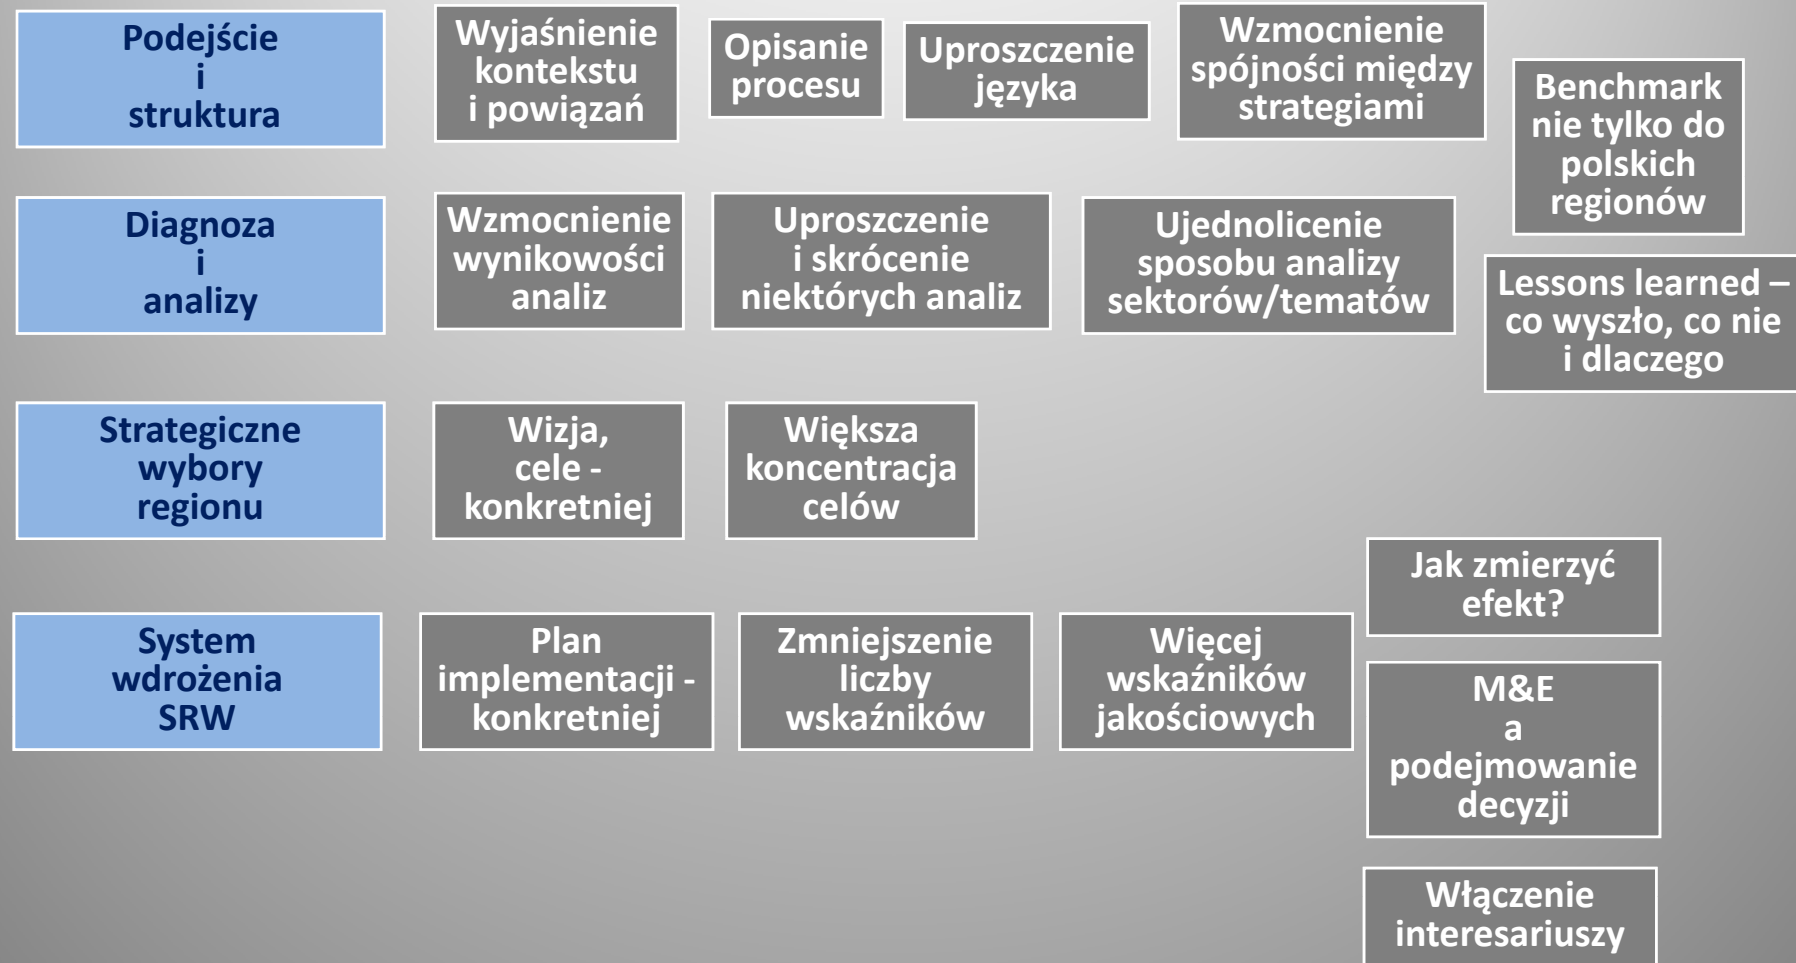 Podejście
i
struktura
Wyjaśnienie
kontekstu
i powiązań
Opisanie
procesu
Uproszczenie
języka
Wzmocnienie
spójności między
strategiami
Benchmark
nie tylko do
polskich
regionów
Diagnoza
i
analizy
Wzmocnienie
wynikowości
analiz
Uproszczenie
i skrócenie
niektórych analiz
Ujednolicenie
sposobu analizy
sektorów/tematów
Lessons learned –
co wyszło, co nie
i dlaczego
Strategiczne
wybory
regionu
Wizja,
cele -
konkretniej
Większa
koncentracja
celów
System
wdrożenia
SRW
Plan
implementacji -
konkretniej
Zmniejszenie
liczby
wskaźników
Więcej
wskaźników
jakościowych
Jak zmierzyć
efekt?
M&E
a
podejmowanie
decyzji
Włączenie
interesariuszy